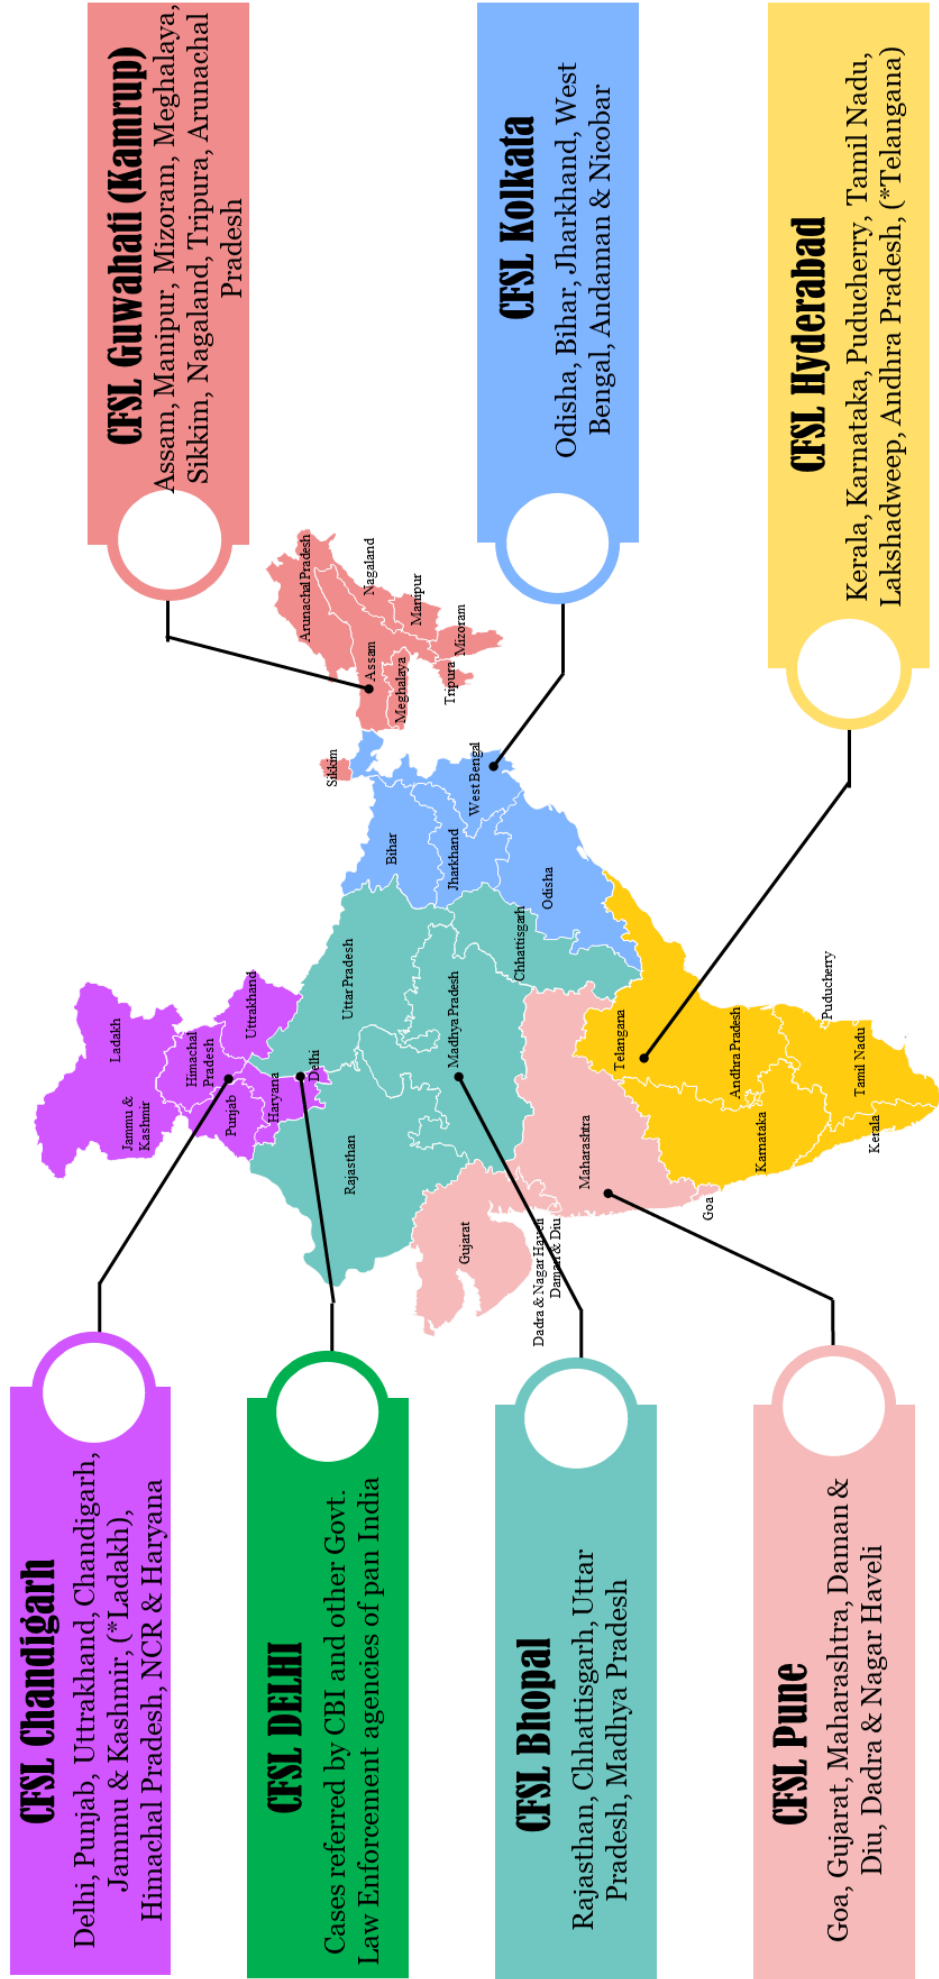 CFSL Chandigarh
Delhi, Punjab, Uttrakhand, Chandigarh,
Jammu & Kashmir, (*Ladakh),
Himachal Pradesh, NCR & Haryana
CFSL DELHI
Cases referred by CBI and other Govt.
Law Enforcement agencies of pan India
CFSL Bhopal
Rajasthan, Chhattisgarh, Uttar
Pradesh, Madhya Pradesh
CFSL Pune
Goa, Gujarat, Maharashtra, Daman &
Diu, Dadra & Nagar Haveli
Ladakh
Jammu &
Kashmir
Himachal
Pradesh
Punjab
Uttrakhand
Haryana
Delhi
Rajasthan
Uttar Pradesh
Bihar
Sikkim
Arunachal Pradesh
Assam
Nagaland
Meghalaya
Manipur
Tripura
Mizoram
Gujarat
Madhya Pradesh
Jharkhand
West Bengal
Chhattisgarh
Odisha
Dadra & Nagar Haveli
Daman & Diu
Maharashtra
Telangana
Goa
Karnataka
Andhra Pradesh
Puducherry
Kerala
Tamil Nadu
CFSL Guwahati (Kamrup)
Assam, Manipur, Mizoram, Meghalaya,
Sikkim, Nagaland, Tripura, Arunachal
Pradesh
CFSL Kolkata
Odisha, Bihar, Jharkhand, West
Bengal, Andaman & Nicobar
CFSL Hyderabad
Kerala, Karnataka, Puducherry, Tamil Nadu,
Lakshadweep, Andhra Pradesh, (*Telangana)